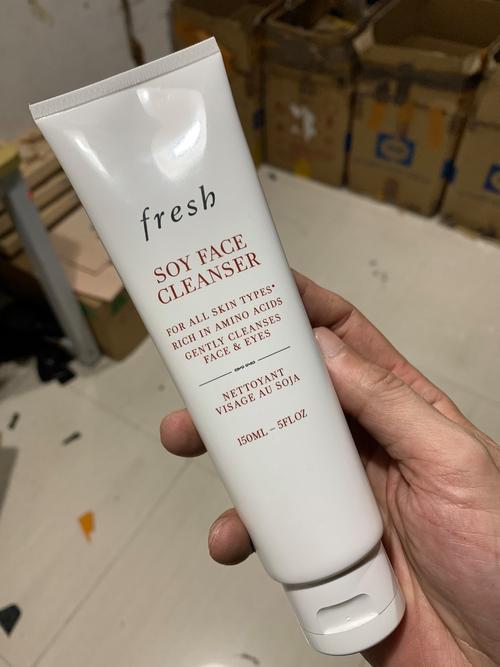 fresh
SOY FACE
CLEANSER
FOR ALL SKIN TYPES*
RICH IN AMINO ACIDS
GENTLY CLEANSES
FACE & EYES
NETTOYANT
VISAGE AU SOJA
150ML – 5FL OZ